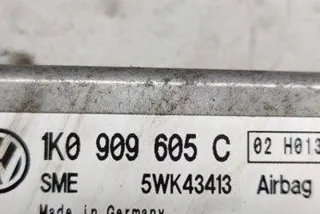 1K0 909 605 C 02 H013
SME 5WK43413 Airbag
Made in Germany